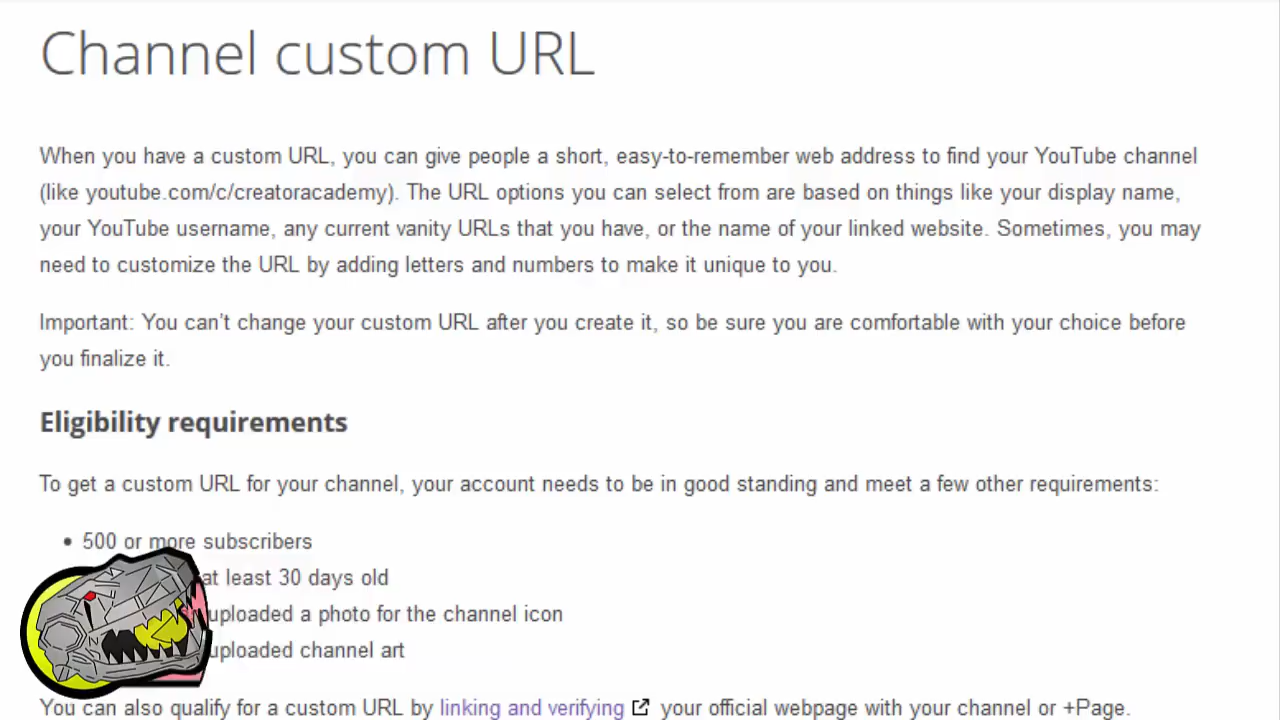 Channel custom URL
When you have a custom URL, you can give people a short, easy-to-remember web address to find your YouTube channel
(like youtube.com/c/creatoracademy). The URL options you can select from are based on things like your display name,
your YouTube username, any current vanity URLs that you have, or the name of your linked website. Sometimes, you may
need to customize the URL by adding letters and numbers to make it unique to you.
Important: You can't change your custom URL after you create it, so be sure you are comfortable with your choice before
you finalize it.
Eligibility requirements
To get a custom URL for your channel, your account needs to be in good standing and meet a few other requirements:
• 500 or more subscribers
at least 30 days old
uploaded a photo for the channel icon
uploaded channel art
You can also qualify for a custom URL by linking and verifying your official webpage with your channel or +Page.